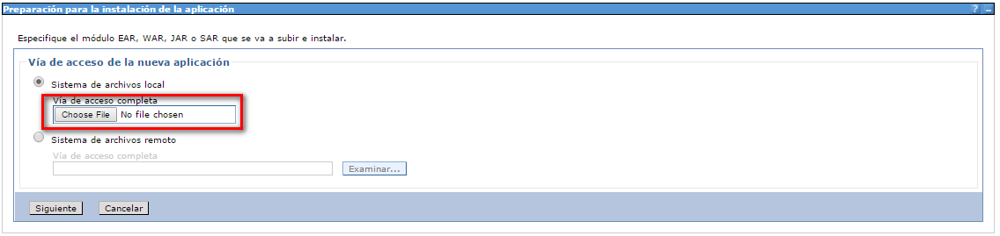 Preparación para la instalación de la aplicación ? _
Especifique el módulo EAR, WAR, JAR o SAR que se va a subir e instalar.
Vía de acceso de la nueva aplicación
Sistema de archivos local
Vía de acceso completa
Choose File No file chosen
Sistema de archivos remoto
Vía de acceso completa
Examinar...
Siguiente Cancelar